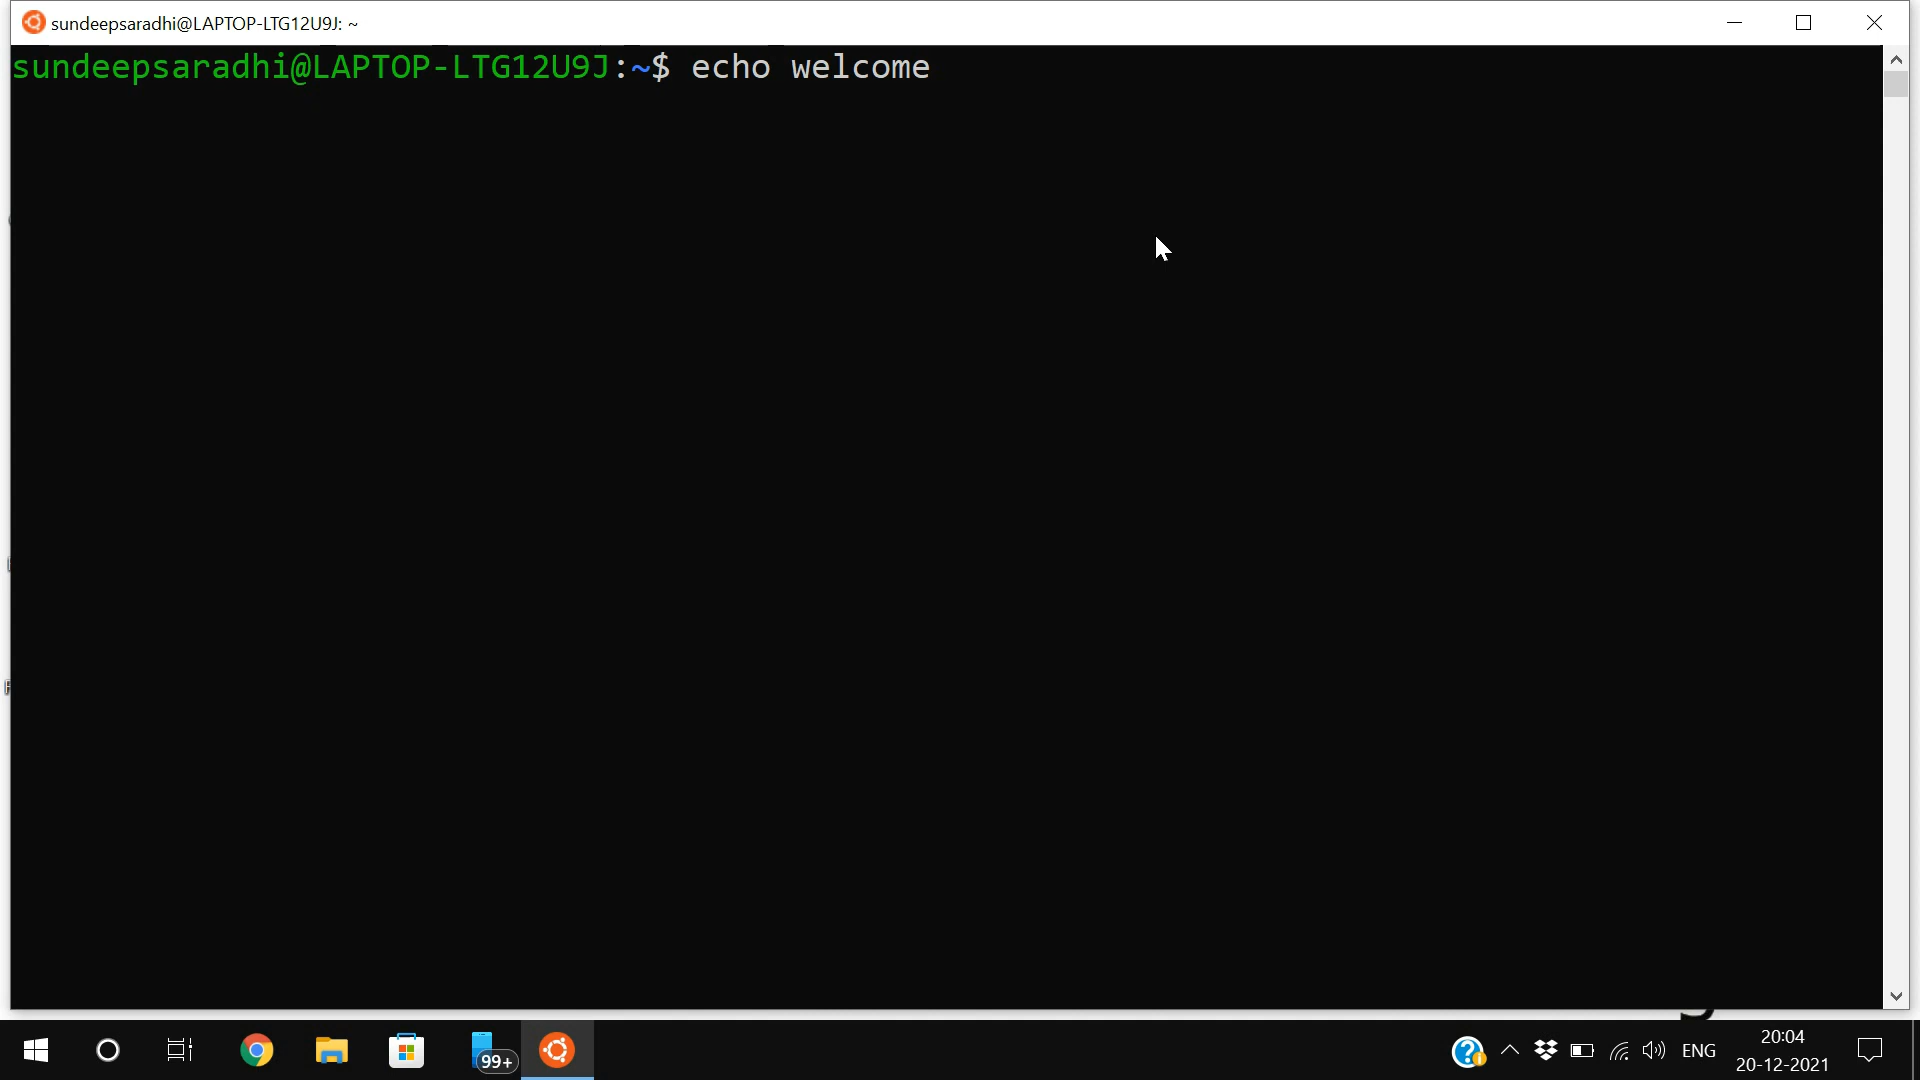 sundeepsaradhi@LAPTOP-LTG12U9J: ~
sundeepsaradhi@LAPTOP-LTG12U9J:~$ echo welcome
99+
ENG
20:04
20-12-2021